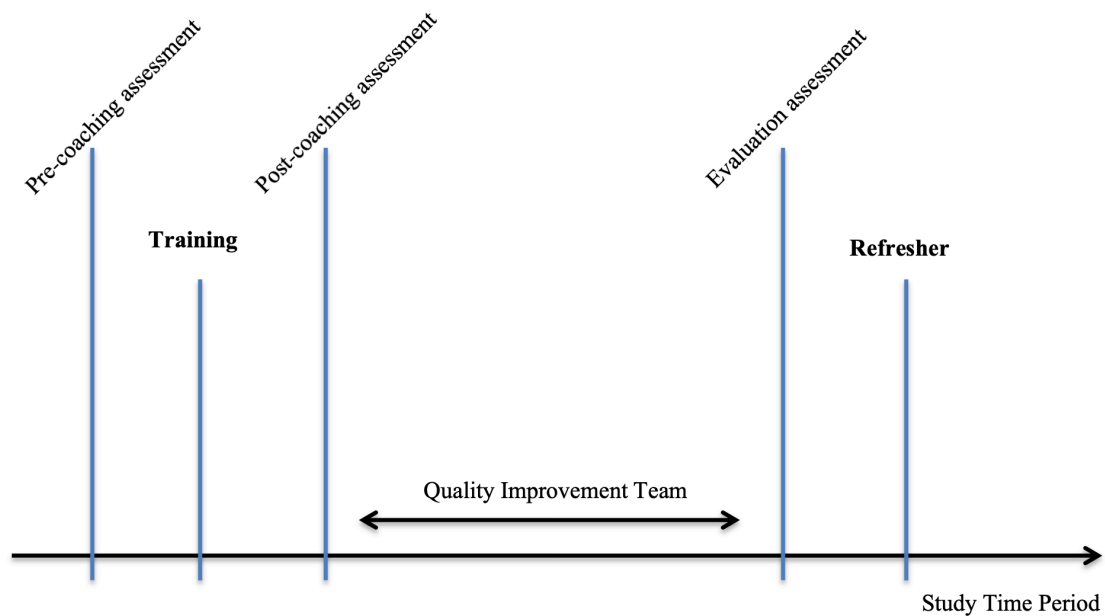 Pre-coaching assessment
Post-coaching assessment
Evaluation assessment
Training
Refresher
Quality Improvement Team
Study Time Period